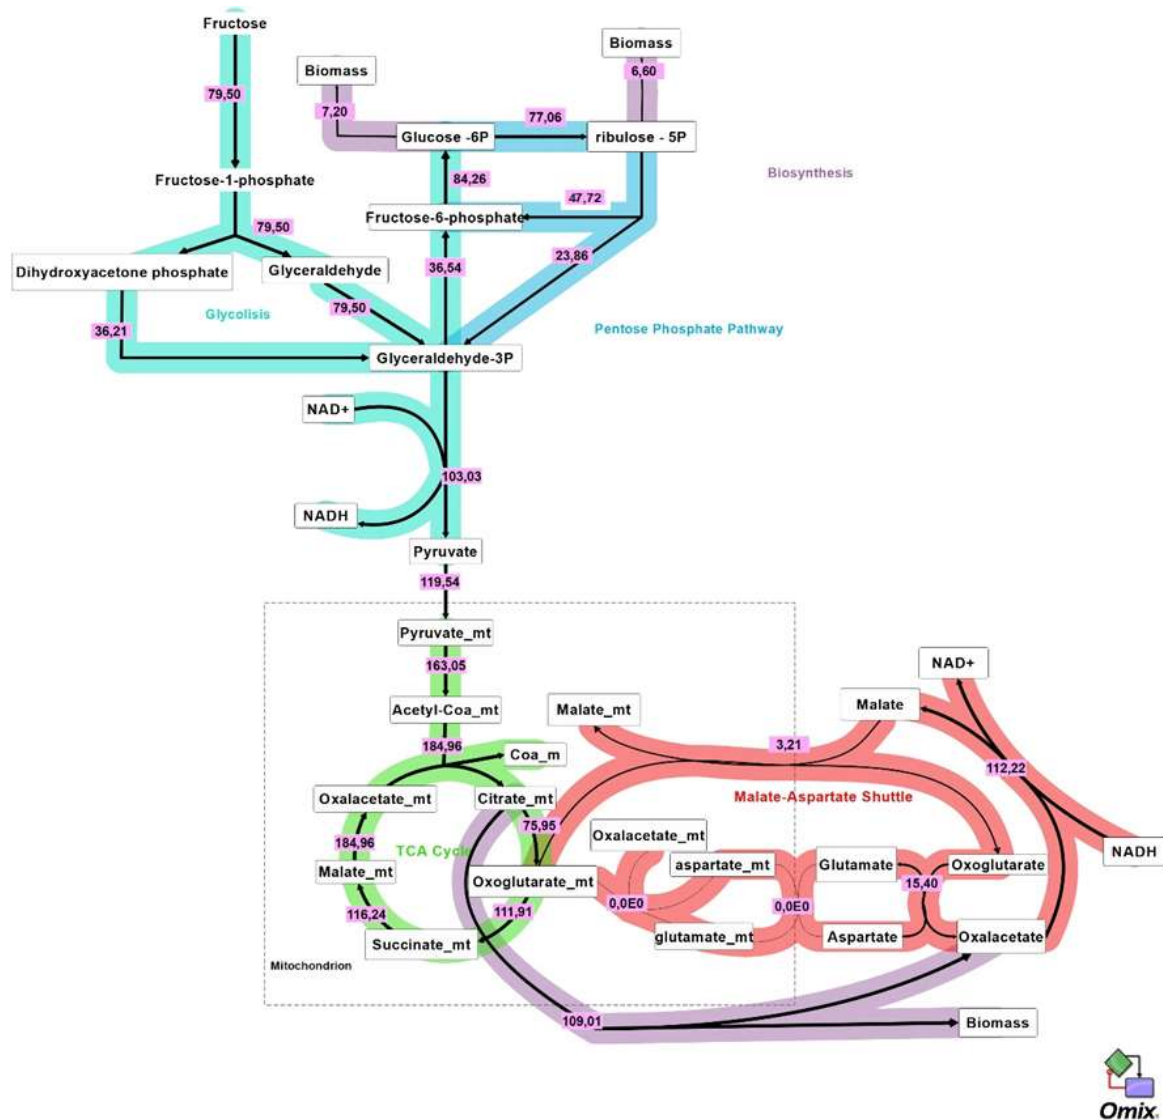 Fructose
Biomass
Biomass
6,60
79,50
7,20
77,06
Glucose -6P
ribulose - 5P
Biosynthesis
Fructose-1-phosphate
84,26
47,72
Fructose-6-phosphate
79,50
23,86
Dihydroxyacetone phosphate
Glyceraldehyde
36,54
79,50
Glycolisis
36,21
Pentose Phosphate Pathway
Glyceraldehyde-3P
NAD+
103,03
NADH
Pyruvate
119,54
Pyruvate_mt
163,05
NAD+
Acetyl-Coa_mt
Malate_mt
Malate
184,96
Coa_m
3,21
112,22
Oxalacetate_mt
Citrate_mt
Malate-Aspartate Shuttle
75,95
Oxalacetate_mt
184,96
TCA Cycle
NADH
Malate_mt
Oxoglutarate_mt
aspartate_mt
Glutamate
Oxoglutarate
15,40
0,0E0
0,0E0
116,24
111,91
Succinate_mt
glutamate_mt
Aspartate
Oxalacetate
Mitochondrion
109,01
Biomass
Omix